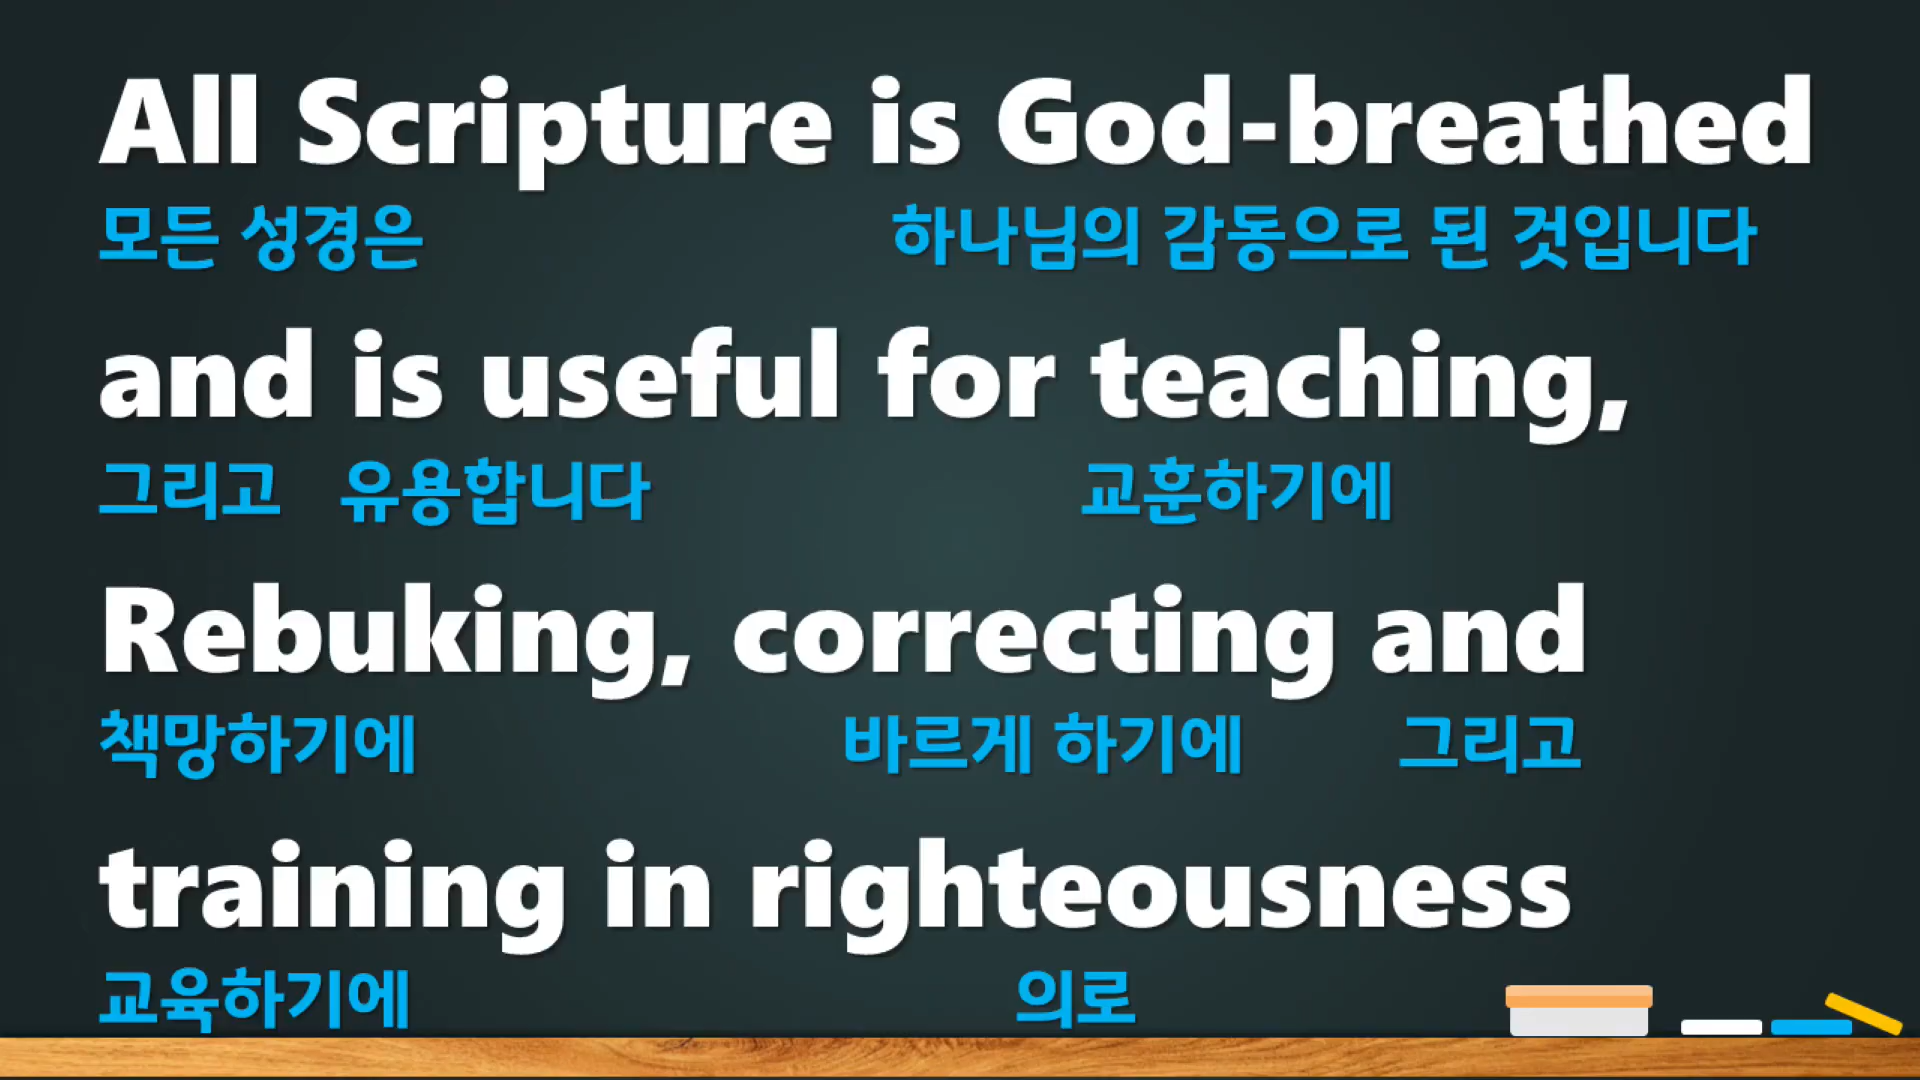 All Scripture is God-breathed
모든 성경은 하나님의 감동으로 된 것입니다
and is useful for teaching,
그리고 유용합니다 교훈하기에
Rebuking, correcting and
책망하기에 바르게 하기에 그리고
training in righteousness
교육하기에 의로